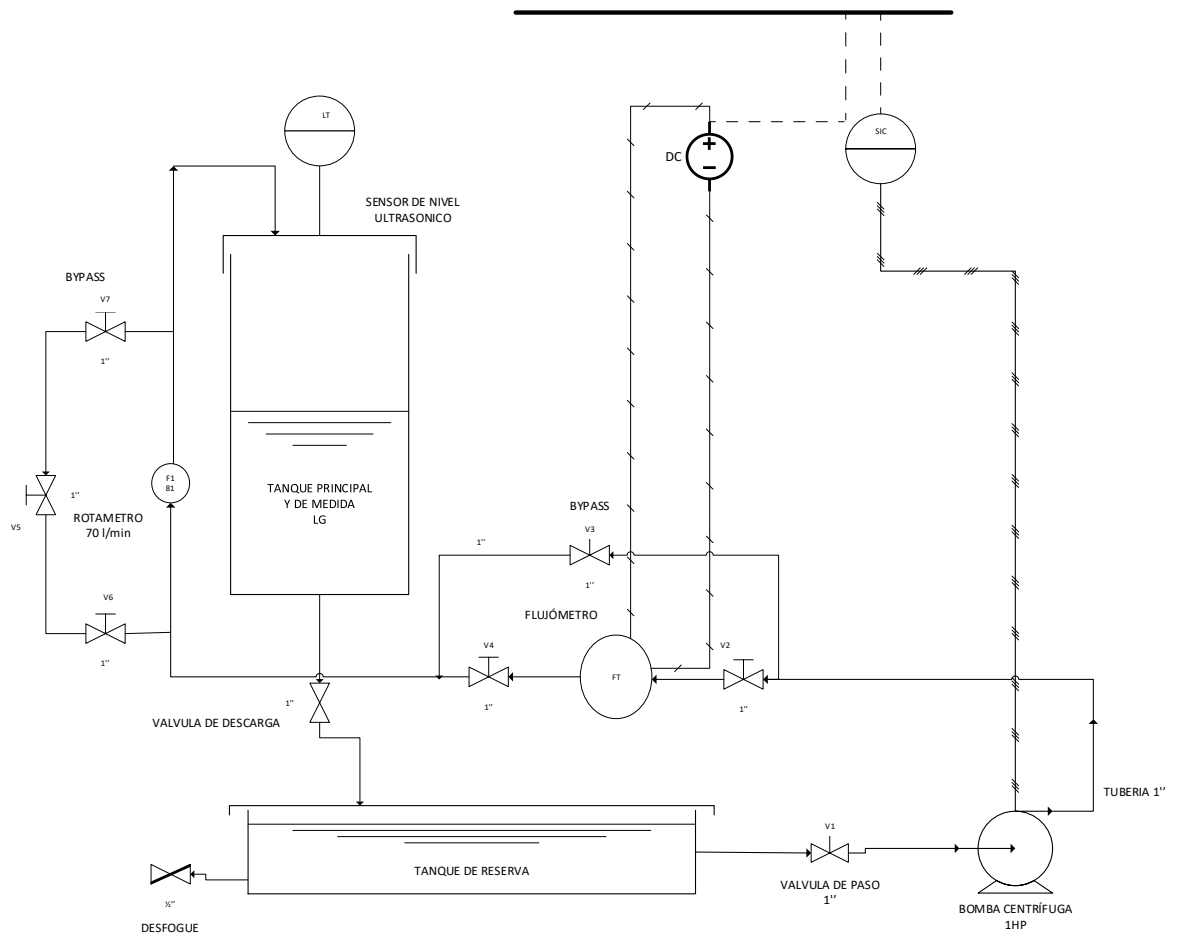 LT
SIC
DC
SENSOR DE NIVEL
ULTRASONICO
BYPASS
V7
1’’
F1
81
TANQUE PRINCIPAL
Y DE MEDIDA
LG
1’’
V5
ROTAMETRO
70 l/min
BYPASS
V3
1’’
1’’
V6
1’’
FLUJÓMETRO
V4
1’’
FT
V2
1’’
1’’
VALVULA DE DESCARGA
TUBERIA 1’’
V1
TANQUE DE RESERVA
VALVULA DE PASO
1’’
½’’
DESFOGUE
BOMBA CENTRÍFUGA
1HP